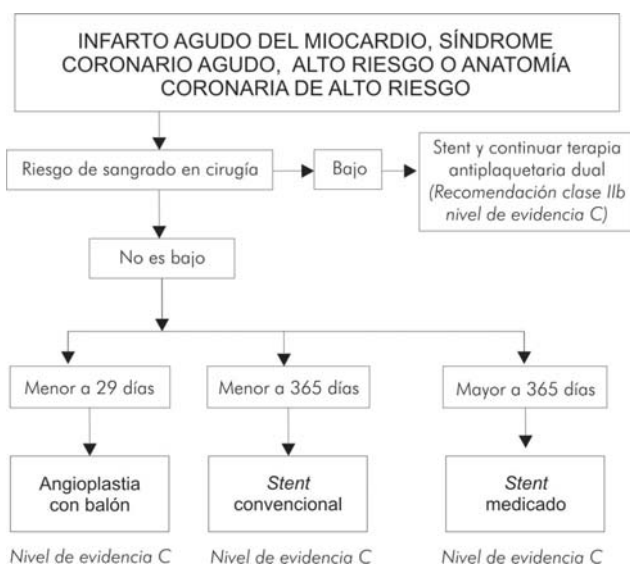 INFARTO AGUDO DEL MIOCARDIO, SÍNDROME
CORONARIO AGUDO, ALTO RIESGO O ANATOMÍA
CORONARIA DE ALTO RIESGO
Riesgo de sangrado en cirugía
Bajo
Stent y continuar terapia
antiplaquetaria dual
(Recomendación clase IIb
nivel de evidencia C)
No es bajo
Menor a 29 días
Menor a 365 días
Mayor a 365 días
Angioplastia
con balón
Stent
convencional
Stent
medicado
Nivel de evidencia C
Nivel de evidencia C
Nivel de evidencia C